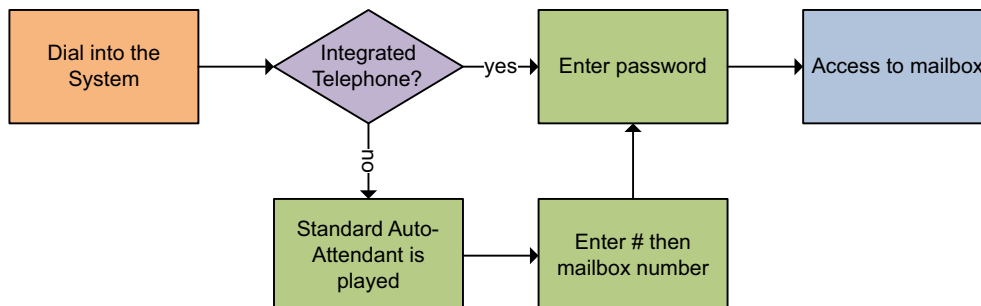 Dial into the
System
Integrated
Telephone?
yes
Enter password
Access to mailbox
no
Standard Auto-
Attendant is
played
Enter # then
mailbox number